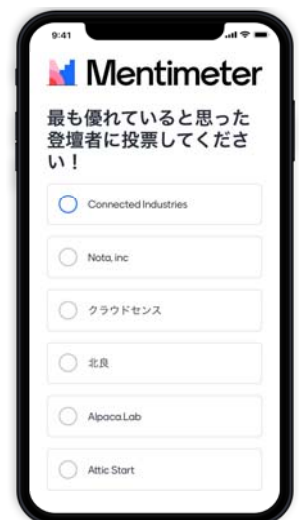 9:41
Mentimeter
最も優れていると思った
登壇者に投票してくださ
い！
Connected Industries
Nota, inc
クラウドセンス
北良
Alpaca.Lab
Attic Start